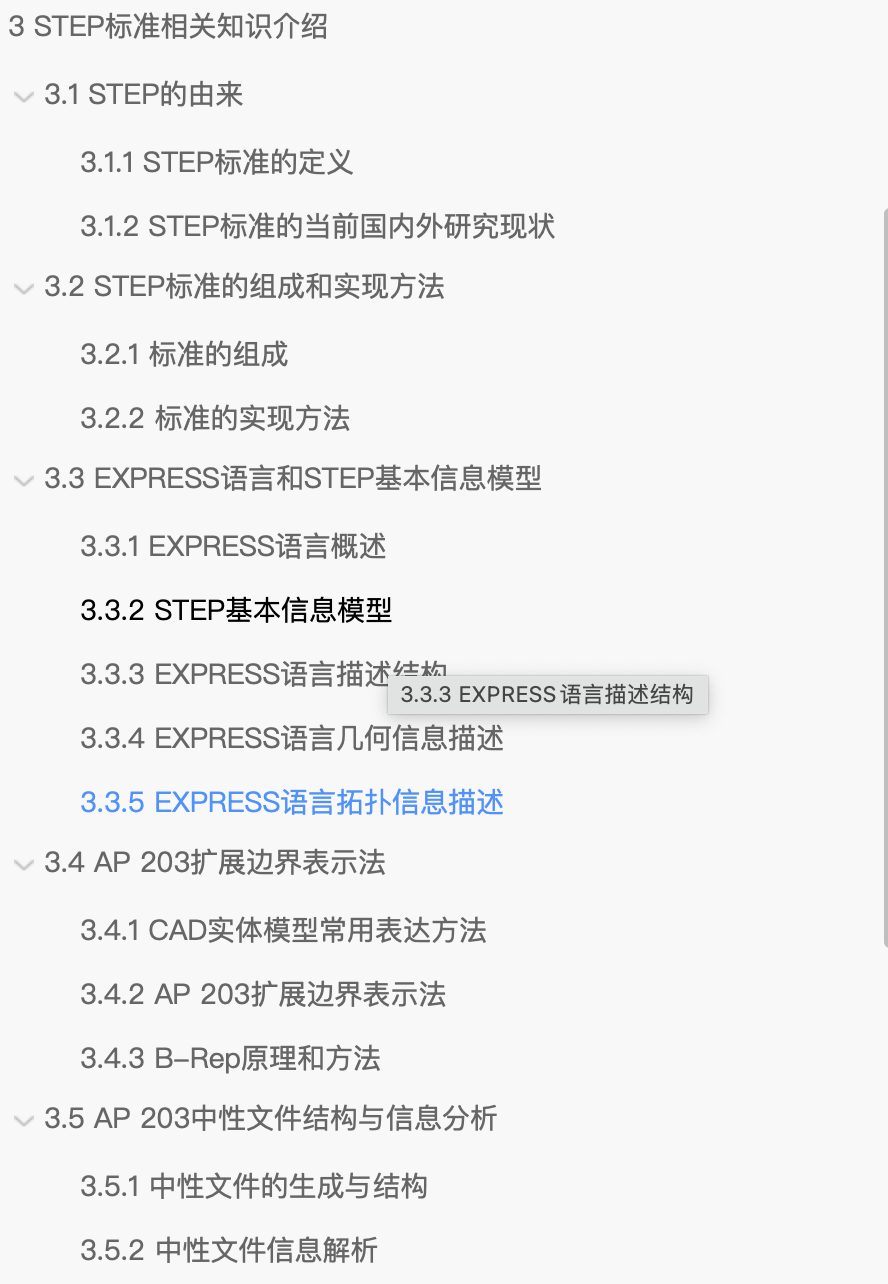 3 STEP标准相关知识介绍
3.1 STEP的由来
3.1.1 STEP标准的定义
3.1.2 STEP标准的当前国内外研究现状
3.2 STEP标准的组成和实现方法
3.2.1 标准的组成
3.2.2 标准的实现方法
3.3 EXPRESS语言和STEP基本信息模型
3.3.1 EXPRESS语言概述
3.3.2 STEP基本信息模型
3.3.3 EXPRESS语言描述结构
3.3.3 EXPRESS语言描述结构
3.3.4 EXPRESS语言几何信息描述
3.3.5 EXPRESS语言拓扑信息描述
3.4 AP 203扩展边界表示法
3.4.1 CAD实体模型常用表达方法
3.4.2 AP 203扩展边界表示法
3.4.3 B–Rep原理和方法
3.5 AP 203中性文件结构与信息分析
3.5.1 中性文件的生成与结构
3.5.2 中性文件信息解析